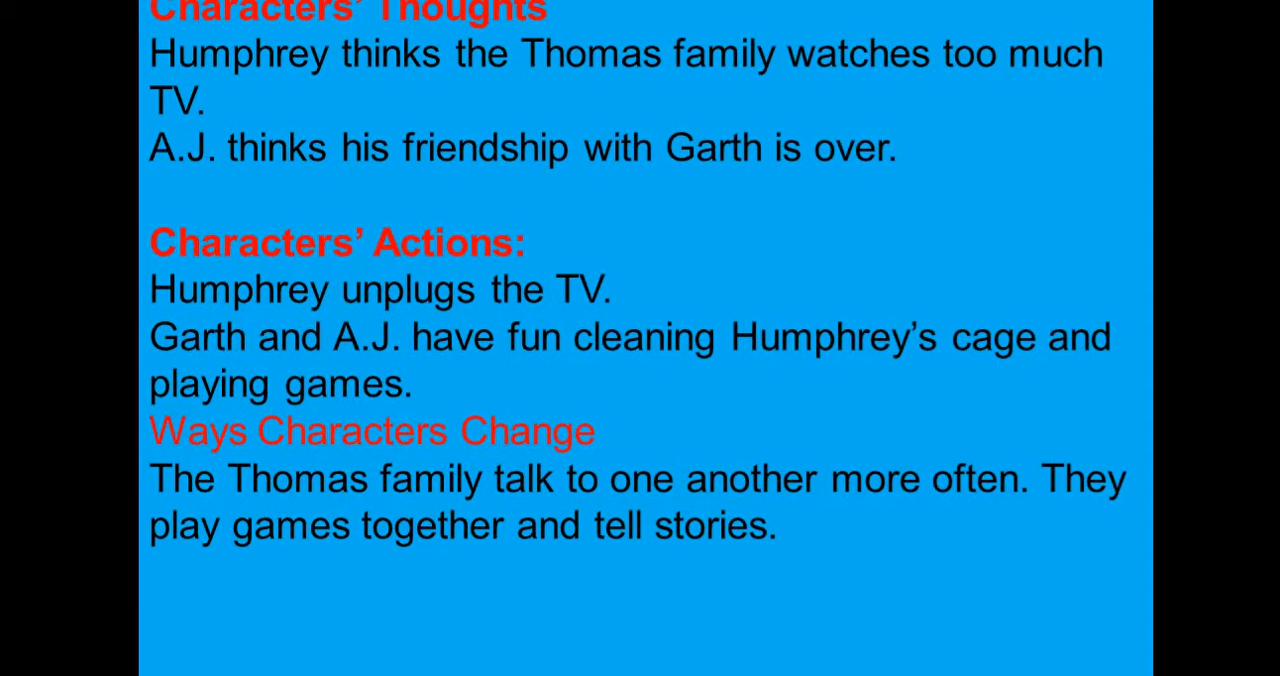 Characters’ Thoughts
Humphrey thinks the Thomas family watches too much
TV.
A.J. thinks his friendship with Garth is over.
Characters’ Actions:
Humphrey unplugs the TV.
Garth and A.J. have fun cleaning Humphrey’s cage and
playing games.
Ways Characters Change
The Thomas family talk to one another more often. They
play games together and tell stories.